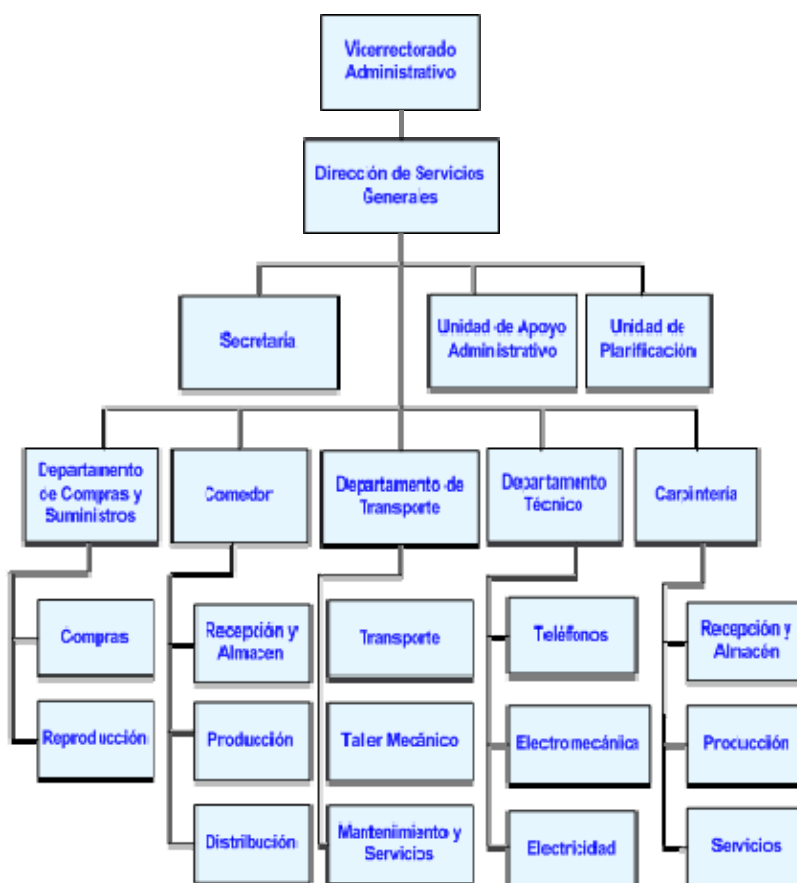 Vicerrectorado
Administrativo
Dirección de Servicios
Generales
Secretaría
Unidad de Apoyo
Administrativo
Unidad de
Planificación
Departamento
de Compras y
Suministros
Comedor
Departamento de
Transporte
Departamento
Técnico
Carpintería
Compras
Recepción y
Almacen
Transporte
Teléfonos
Recepción y
Almacén
Reproducción
Producción
Taller Mecánico
Electromecánica
Producción
Distribución
Mantenimiento y
Servicios
Electricidad
Servicios